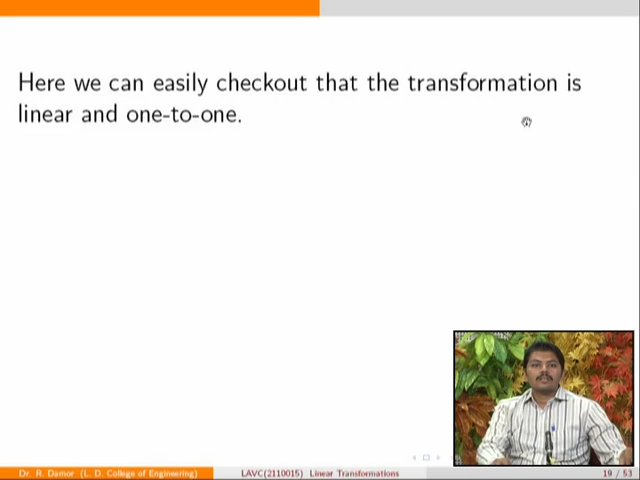 Here we can easily checkout that the transformation is
linear and one-to-one.
Dr. R. Damor (L. D. College of Engineering) LAVC(2110015) Linear Transformations 19 / 53